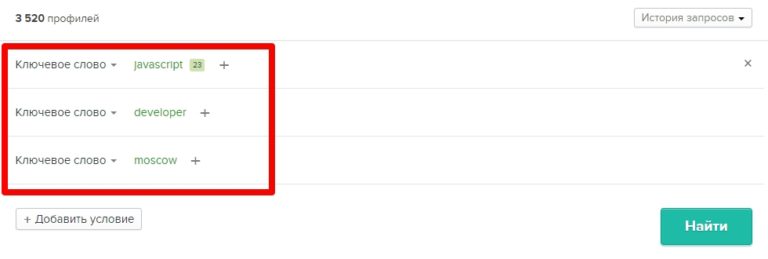 3 520 профилей
История запросов
Ключевое слово javascript 23 +
Ключевое слово developer +
Ключевое слово moscow +
+ Добавить условие
Найти